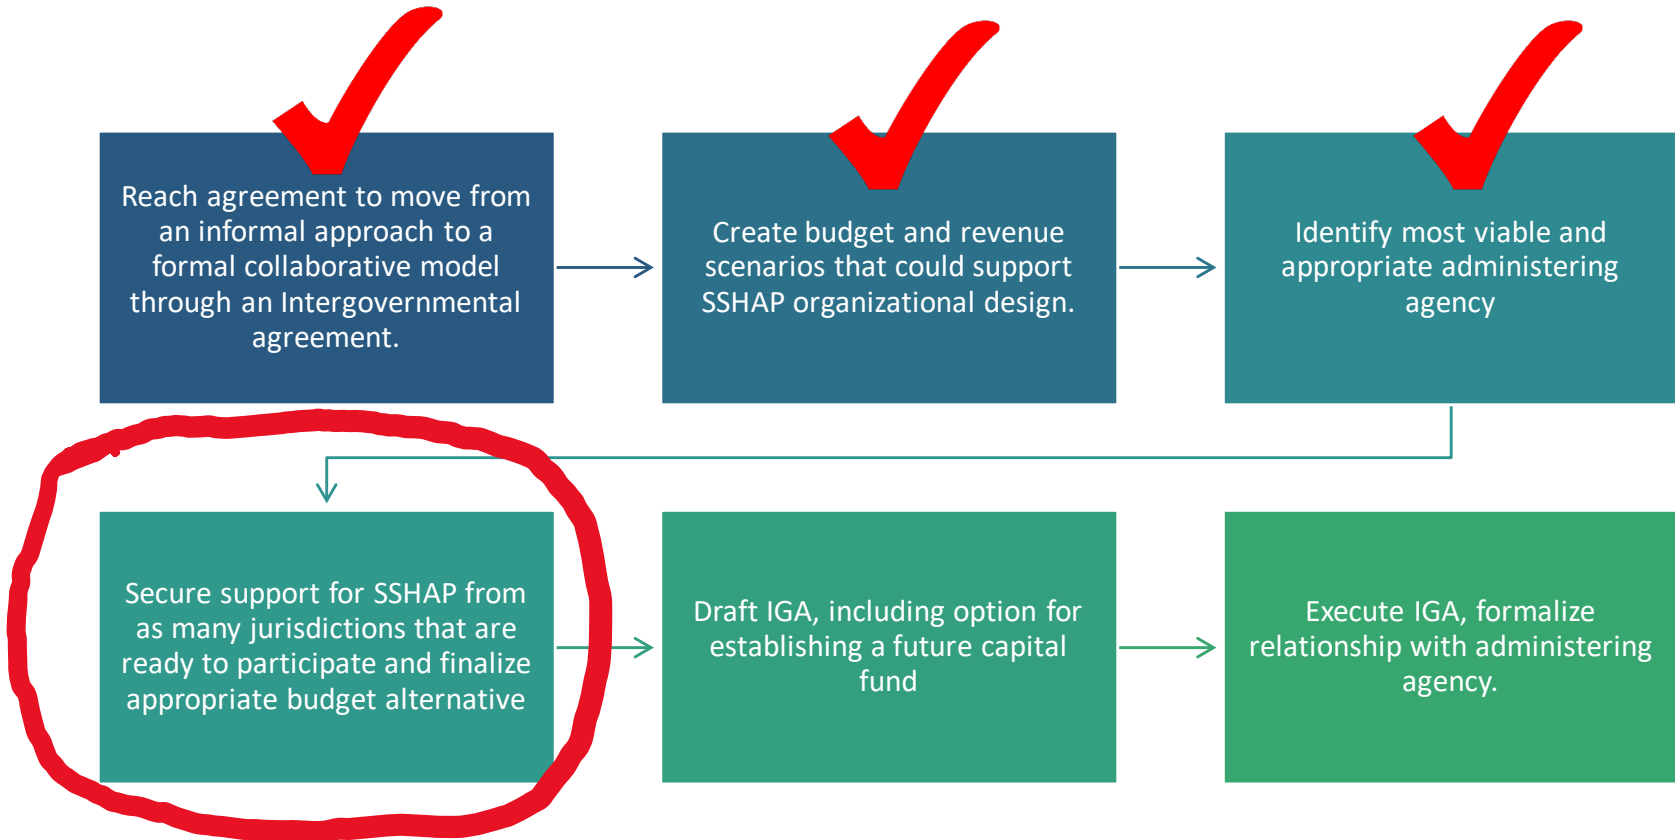 Reach agreement to move from
an informal approach to a
formal collaborative model
through an Intergovernmental
agreement.
Create budget and revenue
scenarios that could support
SSHAP organizational design.
Identify most viable and
appropriate administering
agency
Secure support for SSHAP from
as many jurisdictions that are
ready to participate and finalize
appropriate budget alternative
Draft IGA, including option for
establishing a future capital
fund
Execute IGA, formalize
relationship with administering
agency.